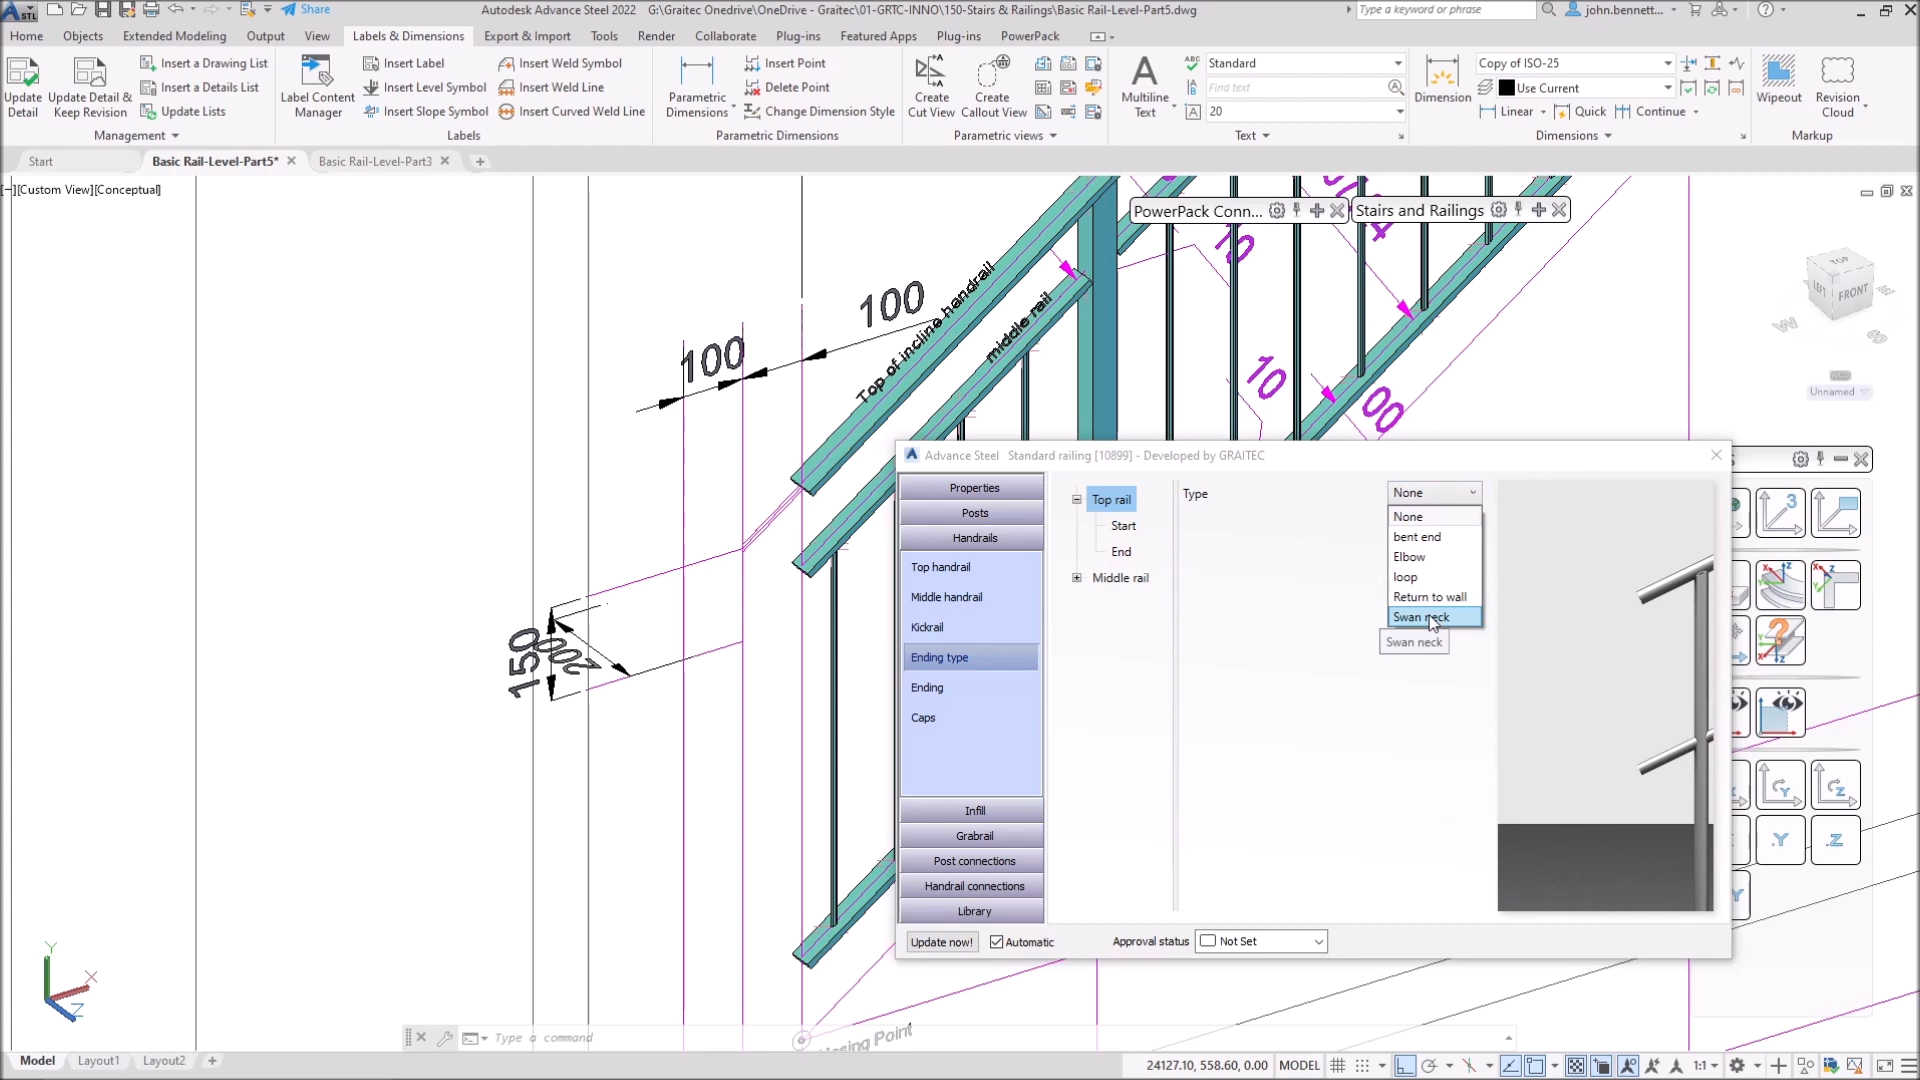 STL
Share
Autodesk Advance Steel 2022   G:\Graitec Onedrive\OneDrive - Graitec\01-GRTC-INNO\150-Stairs & Railings\Basic Rail-Level-Part5.dwg
Type a keyword or phrase
john.bennett...
Home Objects Extended Modeling Output View Labels & Dimensions Export & Import Tools Render Collaborate Plug-ins Featured Apps Plug-ins PowerPack
Update Detail
Update Detail & Keep Revision
Insert a Drawing List
Insert a Details List
Update Lists
Management
Label Content Manager
Insert Label
Insert Level Symbol
Insert Slope Symbol
Insert Weld Symbol
Insert Weld Line
Insert Curved Weld Line
Labels
Parametric Dimensions
Insert Point
Delete Point
Change Dimension Style
Parametric Dimensions
Create Cut View
Create Callout View
Parametric views
Multiline Text
ABC
Standard
Find text
20
Text
Dimension
Copy of ISO-25
Use Current
Linear Quick Continue
Dimensions
Wipeout
Revision Cloud
Markup
Start
Basic Rail-Level-Part5*
Basic Rail-Level-Part3
[−][Custom View][Conceptual]
PowerPack Conn...
Stairs and Railings
TOP
LEFT
FRONT
W
S
WCS
Unnamed
100
100
Top of incline handrail
middle rail
10
10
00
150
200
Advance Steel   Standard railing [10899] - Developed by GRAITEC
Properties
Posts
Handrails
Top handrail
Middle handrail
Kickrail
Ending type
Ending
Caps
Infill
Grabrail
Post connections
Handrail connections
Library
Top rail
Start
End
Middle rail
Type
None
None
bent end
Elbow
loop
Return to wall
Swan neck
Swan neck
Update now!
Automatic
Approval status
Not Set
3
Y
Z
.Y
.Z
Y
X
Z
Type a command
Point
Model
Layout1
Layout2
24127.10, 558.60, 0.00
MODEL
1:1